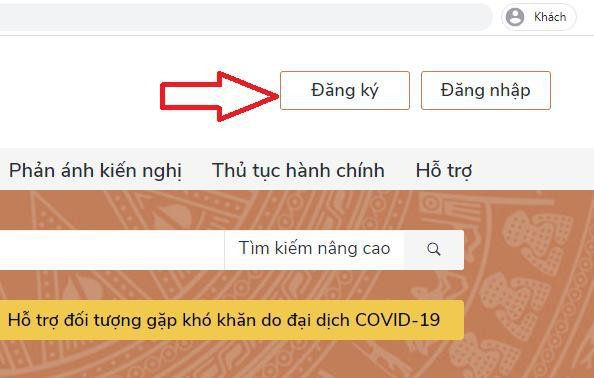 Khách
Đăng ký
Đăng nhập
Phản ánh kiến nghị
Thủ tục hành chính
Hỗ trợ
Tìm kiếm nâng cao
Hỗ trợ đối tượng gặp khó khăn do đại dịch COVID-19